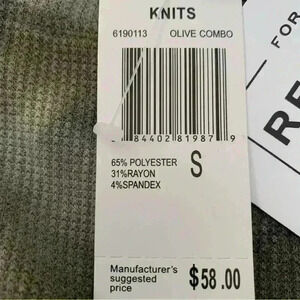 KNITS
6190113 OLIVE COMBO
84402 81987 9
65% POLYESTER
31%RAYON
4%SPANDEX
S
Manufacturer's
suggested
price
$58.00
FOR
RE